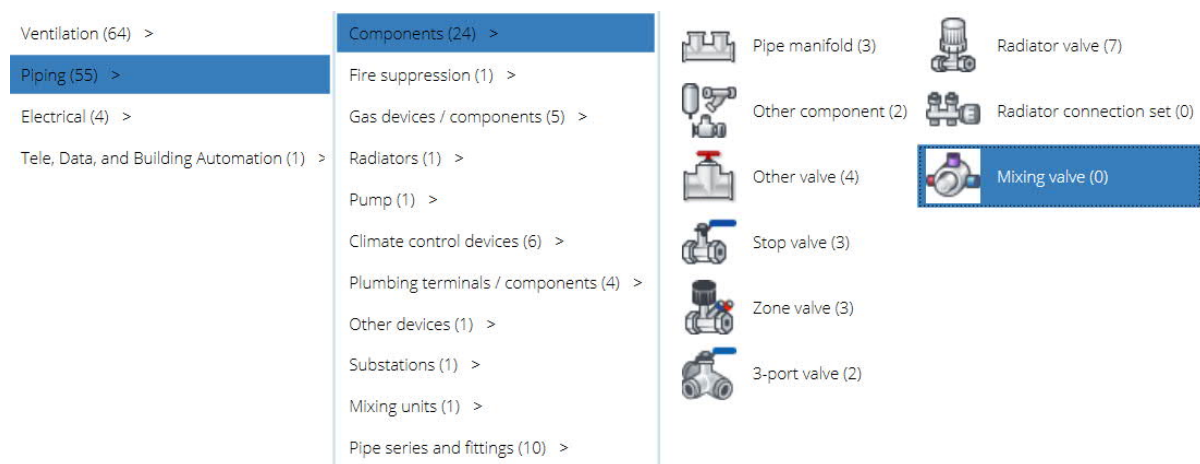 Ventilation (64) >
Piping (55) >
Electrical (4) >
Tele, Data, and Building Automation (1) >
Components (24) >
Fire suppression (1) >
Gas devices / components (5) >
Radiators (1) >
Pump (1) >
Climate control devices (6) >
Plumbing terminals / components (4) >
Other devices (1) >
Substations (1) >
Mixing units (1) >
Pipe series and fittings (10) >
Pipe manifold (3)
Other component (2)
Other valve (4)
Stop valve (3)
Zone valve (3)
3-port valve (2)
Radiator valve (7)
Radiator connection set (0)
Mixing valve (0)